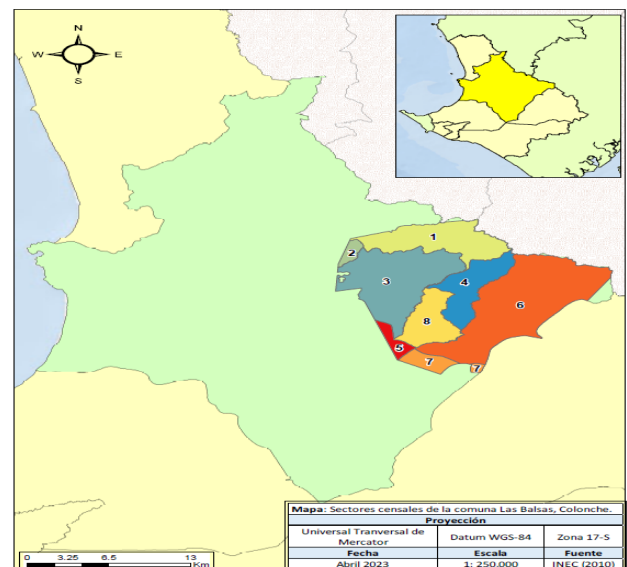 N
W E
S
1
2
3
4
6
8
5
7
7
Mapa: Sectores censales de la comuna Las Balsas, Colonche.
Proyección
Universal Tranversal de Mercator Datum WGS-84 Zona 17-S
Fecha Escala Fuente
Abril 2023 1: 250.000 INEC (2010)
0 3.25 6.5 13
Km